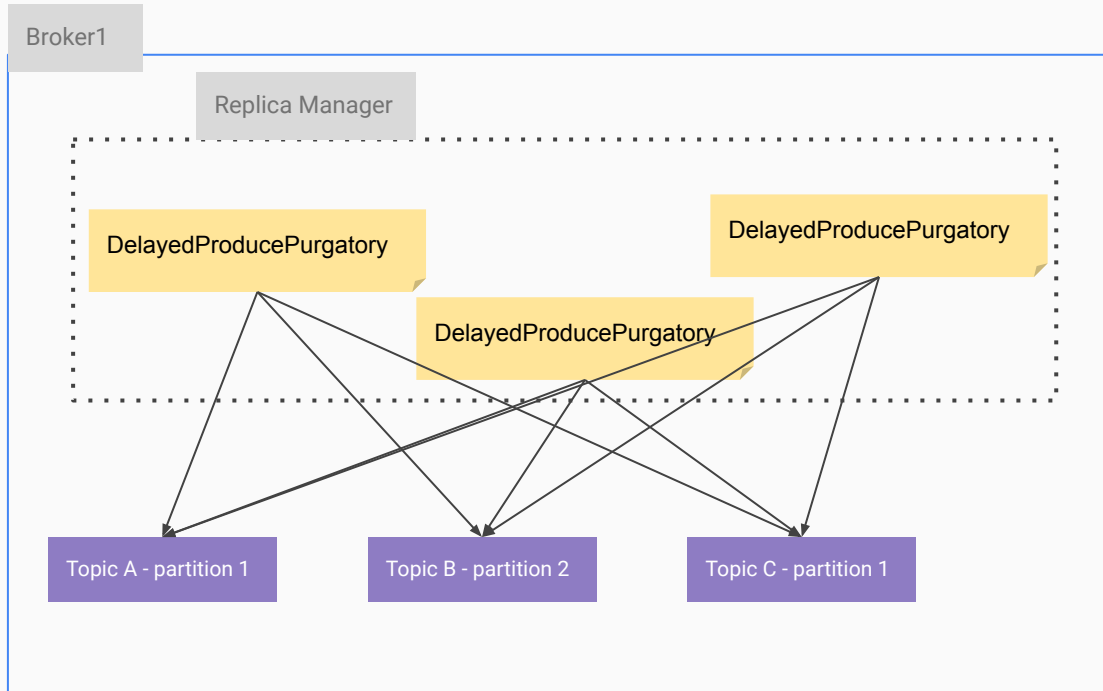 Broker1
Replica Manager
DelayedProducePurgatory
DelayedProducePurgatory
DelayedProducePurgatory
Topic A - partition 1
Topic B - partition 2
Topic C - partition 1